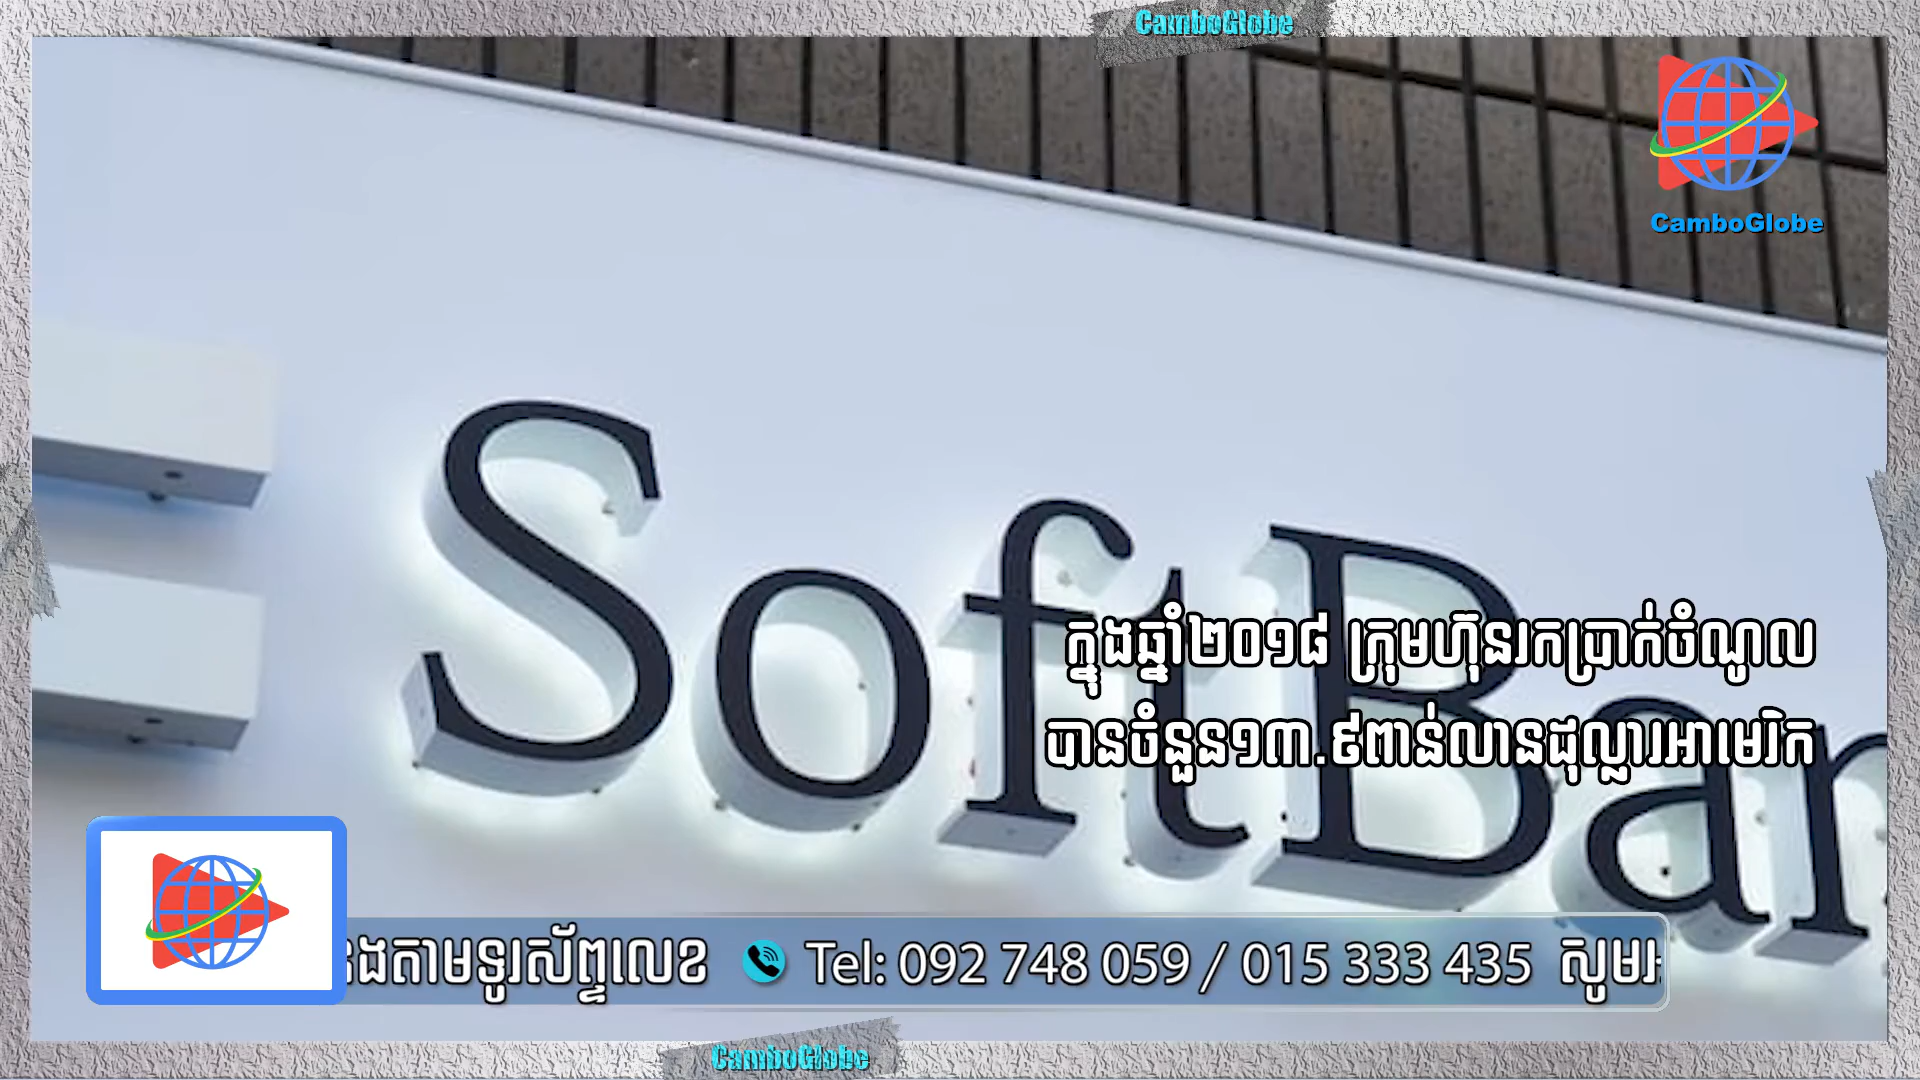 CamboGlobe
CamboGlobe
SoftBan
ក្នុងឆ្នាំ២០១៨ ក្រុមហ៊ុនរកប្រាក់ចំណូល
បានចំនួន១៣.៩ពាន់លានដុល្លារអាមេរិក
តាមទូរស័ព្ទលេខ Tel: 092 748 059 / 015 333 435 សូមអ
CamboGlobe